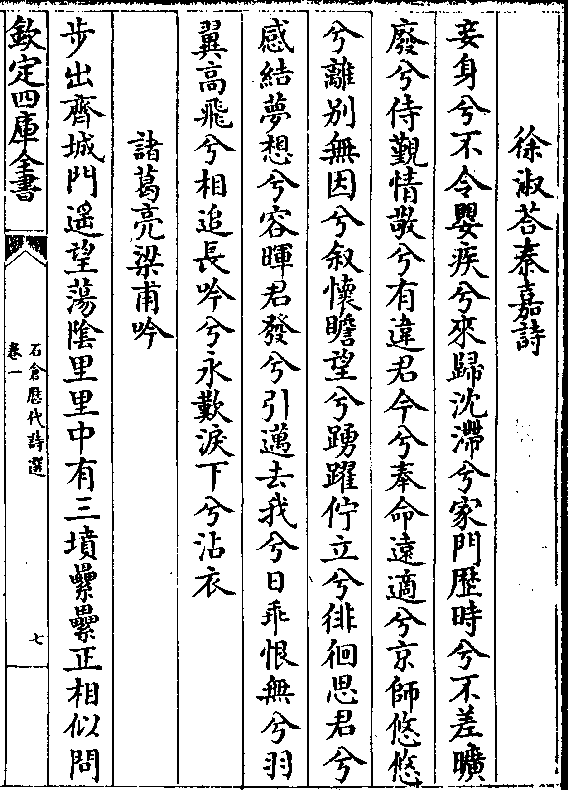 徐淑荅秦嘉詩
妾身兮不令嬰疾兮來歸沈滯兮家門歴時兮不差曠
廢兮侍覲情敬兮有違君今兮奉命遠適兮京師悠悠
兮離别無因兮叙懷瞻望兮踴躍佇立兮徘徊思君兮
感結夢想兮容暉君發兮引邁去我兮日乖恨無兮羽
翼高飛兮相追長吟兮永歎淚下兮沾衣
諸葛亮梁甫吟
步出齊城門遥望蕩隂里里中有三墳纍纍正相似問
欽定四庫全書
石倉歴代詩選
卷一
七